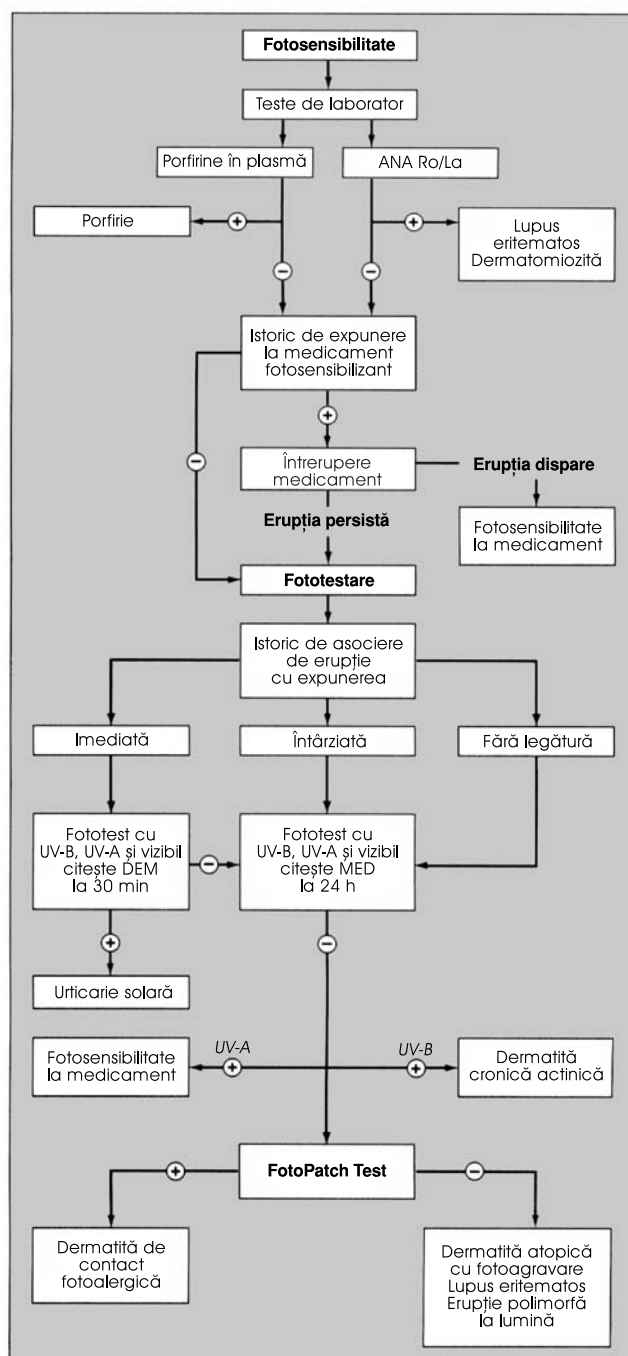 Fotosensibilitate
Teste de laborator
Porfirine în plasmă
ANA Ro/La
Porfirie
+
+
Lupus
eritematos
Dermatomiozită
−
−
Istoric de expunere
la medicament
fotosensibilizant
+
−
Întrerupere
medicament
Erupția dispare
Erupția persistă
Fotosensibilitate
la medicament
Fototestare
Istoric de asociere
de erupție
cu expunerea
Imediată
Întârziată
Fără legătură
Fototest cu
UV-B, UV-A și vizibil
citește DEM
la 30 min
−
Fototest cu
UV-B, UV-A și vizibil
citește MED
la 24 h
+
−
Urticarie solară
Fotosensibilitate
la medicament
UV-A
+
UV-B
+
Dermatită
cronică actinică
FotoPatch Test
+
−
Dermatită de
contact
fotoalergică
Dermatită atopică
cu fotoagravare
Lupus eritematos
Erupție polimorfă
la lumină